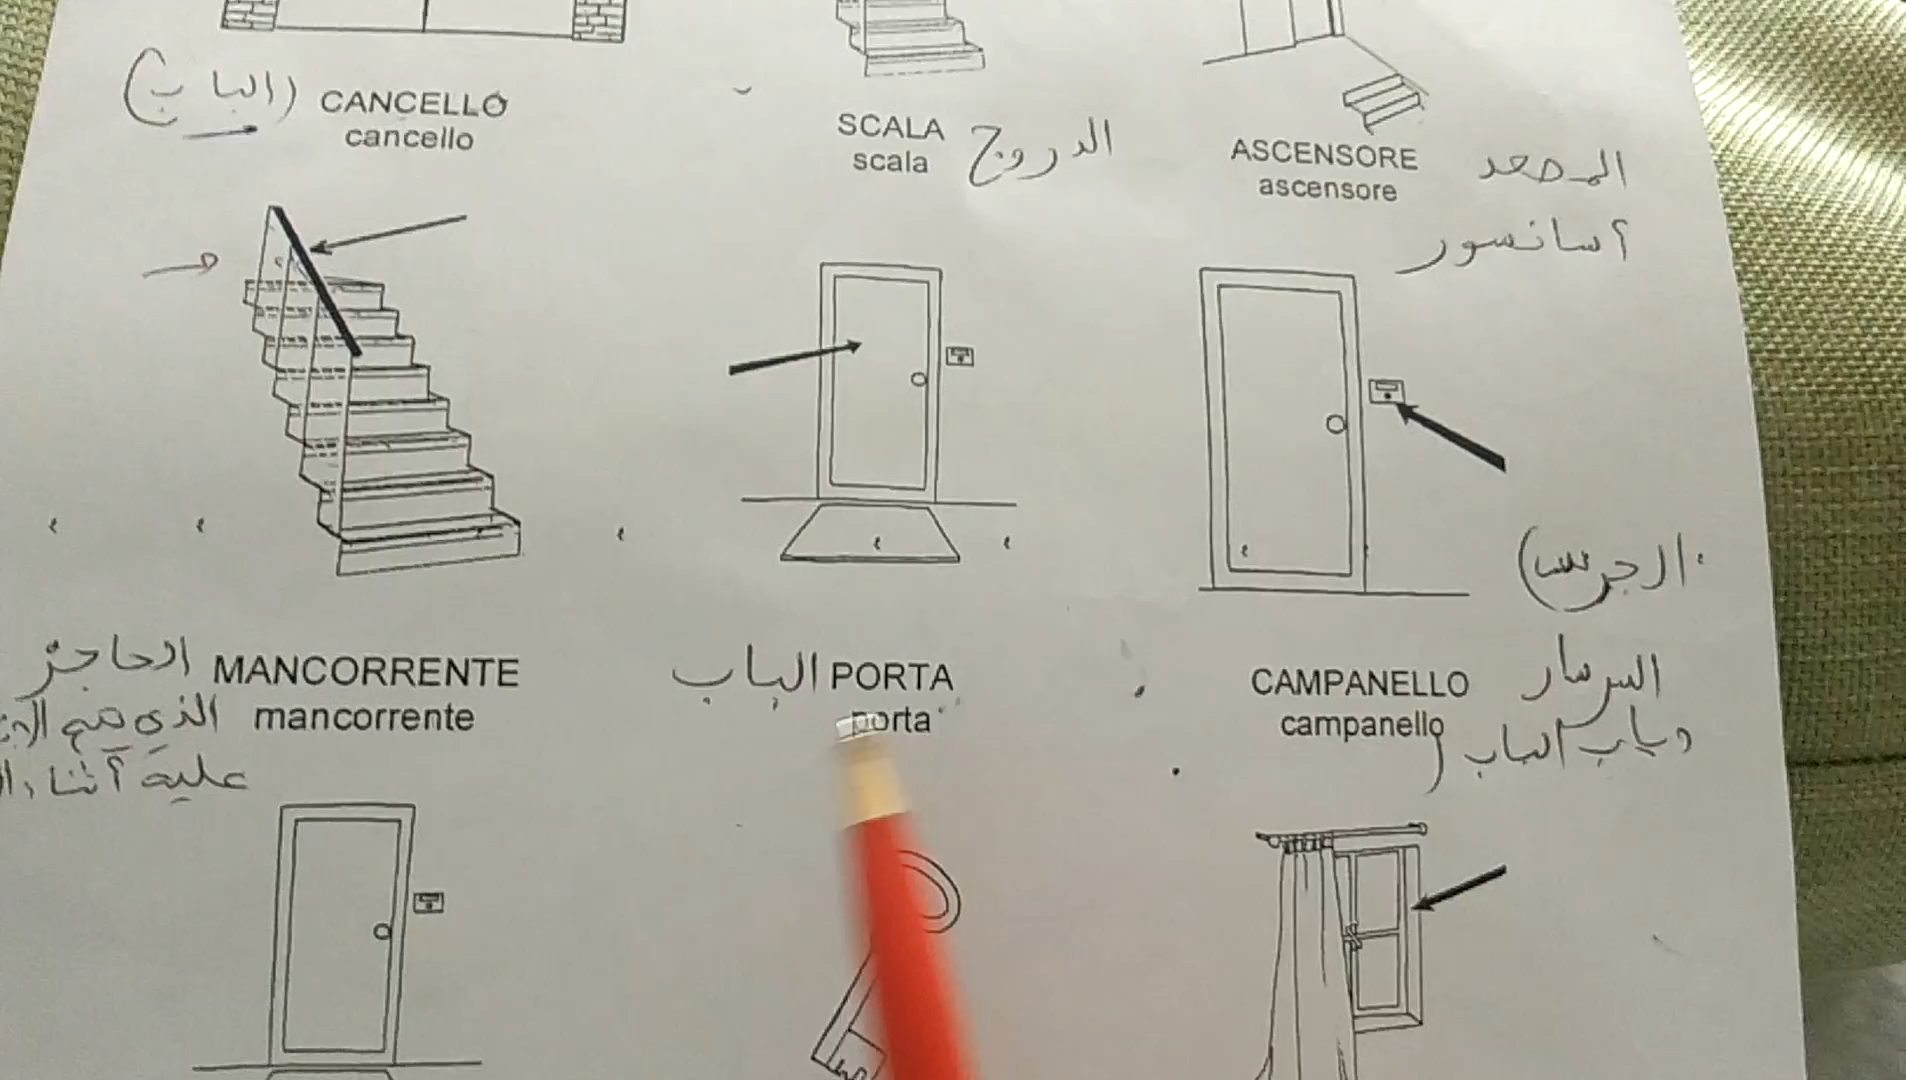 (الباب) CANCELLO
cancello
SCALA الدروج
scala
ASCENSORE المصعد
ascensore
أسانسور
الحاجز MANCORRENTE
الذي mancorrente
عليه أثناء
الباب PORTA
porta
الجرس)
CAMPANELLO
campanello الباب